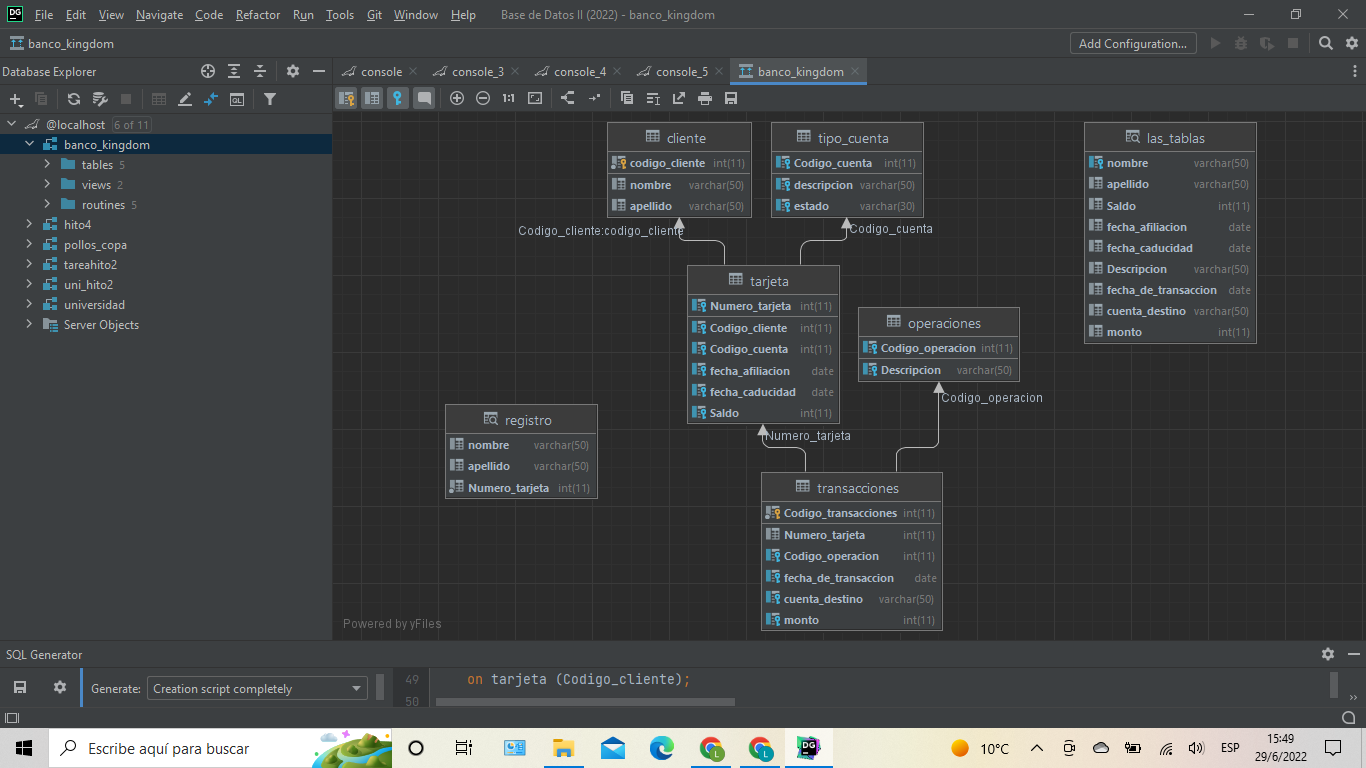 File Edit View Navigate Code Refactor Run Tools Git Window Help Base de Datos II (2022) - banco_kingdom
banco_kingdom
Add Configuration...
Database Explorer
console
console_3
console_4
console_5
banco_kingdom
1:1
@localhost 6 of 11
banco_kingdom
tables 5
views 2
routines 5
hito4
pollos_copa
tareahito2
uni_hito2
universidad
Server Objects
cliente
codigo_cliente int(11)
nombre varchar(50)
apellido varchar(50)
tipo_cuenta
Codigo_cuenta int(11)
descripcion varchar(50)
estado varchar(30)
las_tablas
nombre varchar(50)
apellido varchar(50)
Saldo int(11)
fecha_afiliacion date
fecha_caducidad date
Descripcion varchar(50)
fecha_de_transaccion date
cuenta_destino varchar(50)
monto int(11)
Codigo_cliente:codigo_cliente
Codigo_cuenta
tarjeta
Numero_tarjeta int(11)
Codigo_cliente int(11)
Codigo_cuenta int(11)
fecha_afiliacion date
fecha_caducidad date
Saldo int(11)
operaciones
Codigo_operacion int(11)
Descripcion varchar(50)
Codigo_operacion
Numero_tarjeta
registro
nombre varchar(50)
apellido varchar(50)
Numero_tarjeta int(11)
transacciones
Codigo_transacciones int(11)
Numero_tarjeta int(11)
Codigo_operacion int(11)
fecha_de_transaccion date
cuenta_destino varchar(50)
monto int(11)
Powered by yFiles
SQL Generator
Generate: Creation script completely
49 on tarjeta (Codigo_cliente);
50
Escribe aquí para buscar
10°C
ESP
15:49
29/6/2022